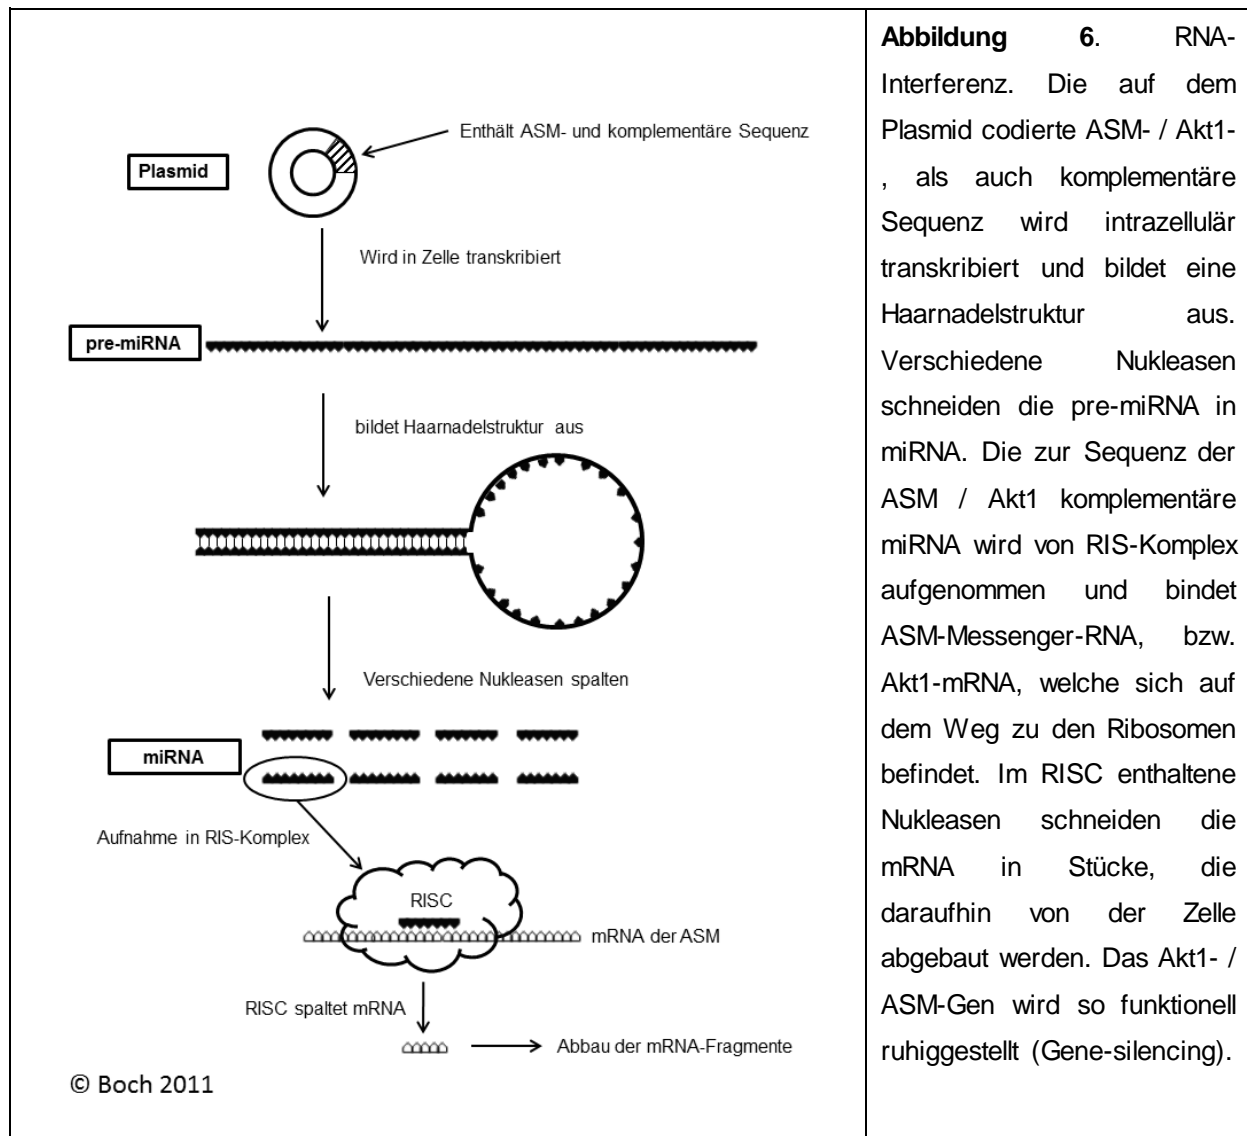 Enthält ASM- und komplementäre Sequenz
Plasmid
Wird in Zelle transkribiert
pre-miRNA
bildet Haarnadelstruktur aus
Verschiedene Nukleasen spalten
miRNA
Aufnahme in RIS-Komplex
RISC
mRNA der ASM
RISC spaltet mRNA
Abbau der mRNA-Fragmente
© Boch 2011
Abbildung 6. RNA-
Interferenz. Die auf dem
Plasmid codierte ASM- / Akt1-
, als auch komplementäre
Sequenz wird intrazellulär
transkribiert und bildet eine
Haarnadelstruktur aus.
Verschiedene Nukleasen
schneiden die pre-miRNA in
miRNA. Die zur Sequenz der
ASM / Akt1 komplementäre
miRNA wird von RIS-Komplex
aufgenommen und bindet
ASM-Messenger-RNA, bzw.
Akt1-mRNA, welche sich auf
dem Weg zu den Ribosomen
befindet. Im RISC enthaltene
Nukleasen schneiden die
mRNA in Stücke, die
daraufhin von der Zelle
abgebaut werden. Das Akt1- /
ASM-Gen wird so funktionell
ruhiggestellt (Gene-silencing).